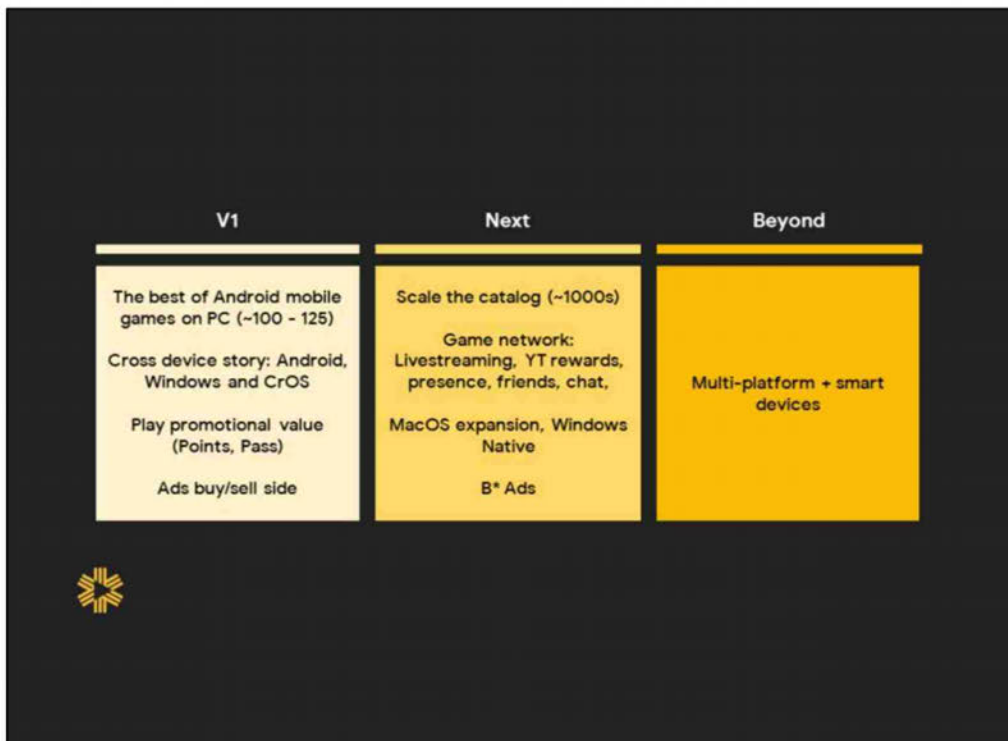 V1
The best of Android mobile
games on PC (~100 - 125)
Cross device story: Android,
Windows and CrOS
Play promotional value
(Points, Pass)
Ads buy/sell side
Next
Scale the catalog (~1000s)
Game network:
Livestreaming, YT rewards,
presence, friends, chat,
MacOS expansion, Windows
Native
B* Ads
Beyond
Multi-platform + smart
devices